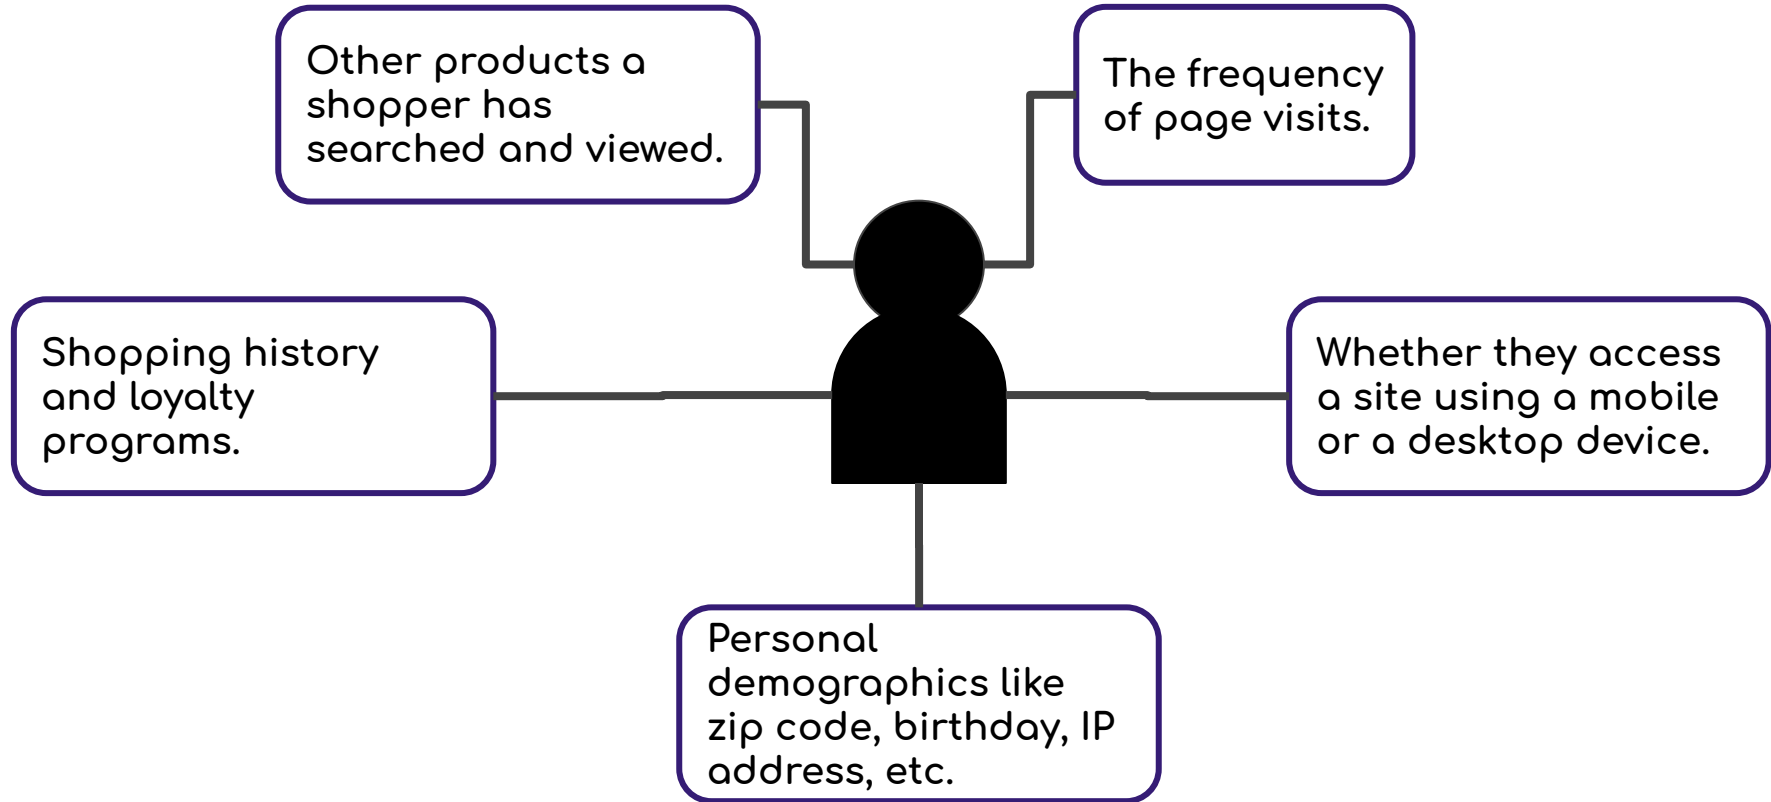 Other products a
shopper has
searched and viewed.
The frequency
of page visits.
Shopping history
and loyalty
programs.
Whether they access
a site using a mobile
or a desktop device.
Personal
demographics like
zip code, birthday, IP
address, etc.